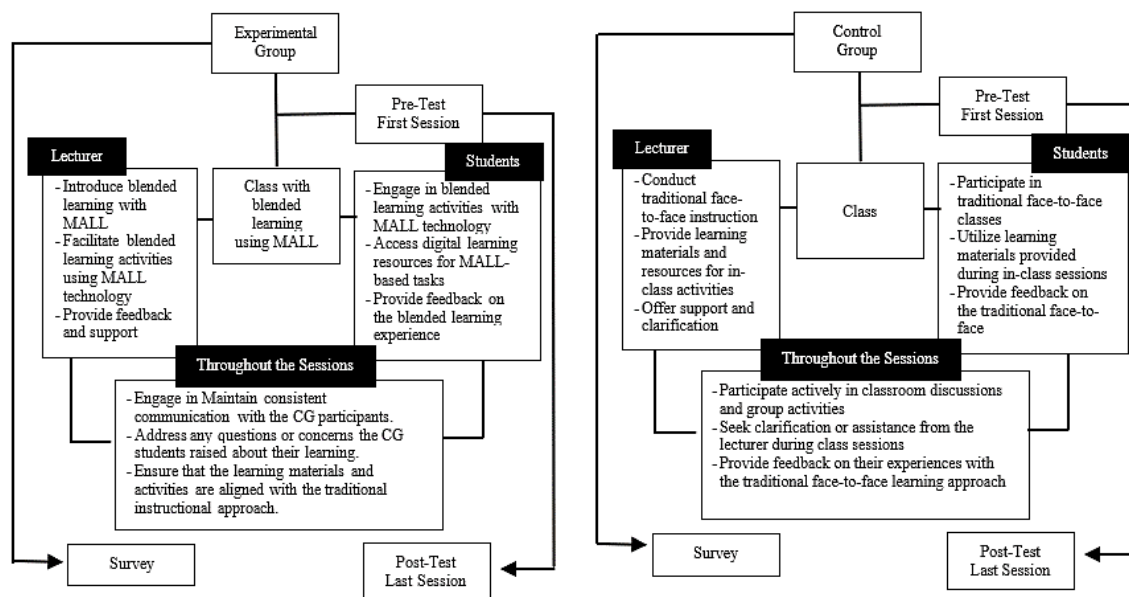 Experimental
Group
Pre-Test
First Session
Lecturer
- Introduce blended
learning with
MALL
- Facilitate blended
learning activities
using MALL
technology
- Provide feedback
and support
Class with
blended
learning
using MALL
Students
- Engage in blended
learning activities with
MALL technology
- Access digital learning
resources for MALL-
based tasks
- Provide feedback on
the blended learning
experience
Throughout the Sessions
- Engage in Maintain consistent
communication with the CG participants.
- Address any questions or concerns the CG
students raised about their learning.
- Ensure that the learning materials and
activities are aligned with the traditional
instructional approach.
Survey
Post-Test
Last Session
Control
Group
Pre-Test
First Session
Lecturer
- Conduct
traditional face-
to-face instruction
- Provide learning
materials and
resources for in-
class activities
- Offer support and
clarification
Class
Students
- Participate in
traditional face-to-face
classes
- Utilize learning
materials provided
during in-class sessions
- Provide feedback on
the traditional face-to-
face
Throughout the Sessions
- Participate actively in classroom discussions
and group activities
- Seek clarification or assistance from the
lecturer during class sessions
- Provide feedback on their experiences with
the traditional face-to-face learning approach
Survey
Post-Test
Last Session